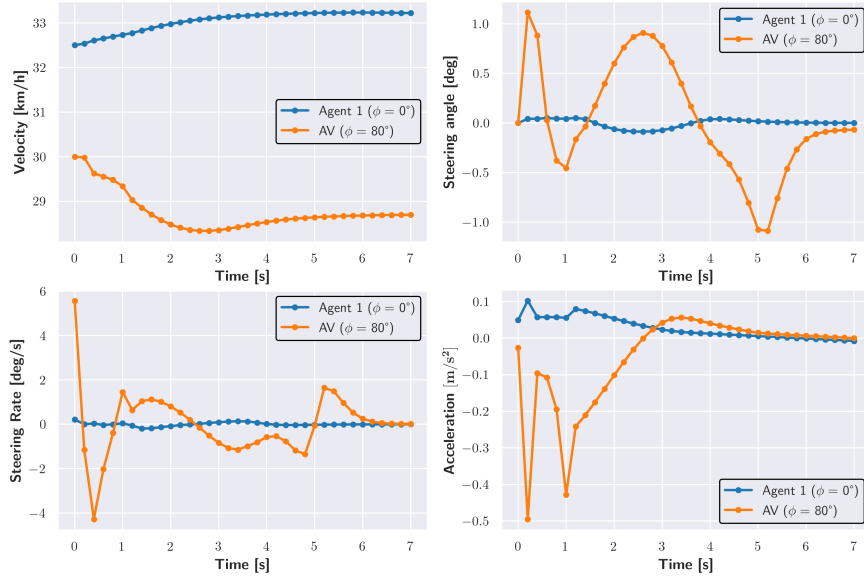 33
32
30
29
Velocity [km/h]
Agent 1 (ϕ = 0°)
AV (ϕ = 80°)
0 1 2 3 4 5 6 7
Time [s]
1.0
0.5
0.0
−0.5
−1.0
Steering angle [deg]
Agent 1 (ϕ = 0°)
AV (ϕ = 80°)
0 1 2 3 4 5 6 7
Time [s]
6
4
2
0
−2
−4
Steering Rate [deg/s]
Agent 1 (ϕ = 0°)
AV (ϕ = 80°)
0 1 2 3 4 5 6 7
Time [s]
0.1
0.0
−0.1
−0.2
−0.3
−0.4
−0.5
Acceleration [m/s²]
Agent 1 (ϕ = 0°)
AV (ϕ = 80°)
0 1 2 3 4 5 6 7
Time [s]